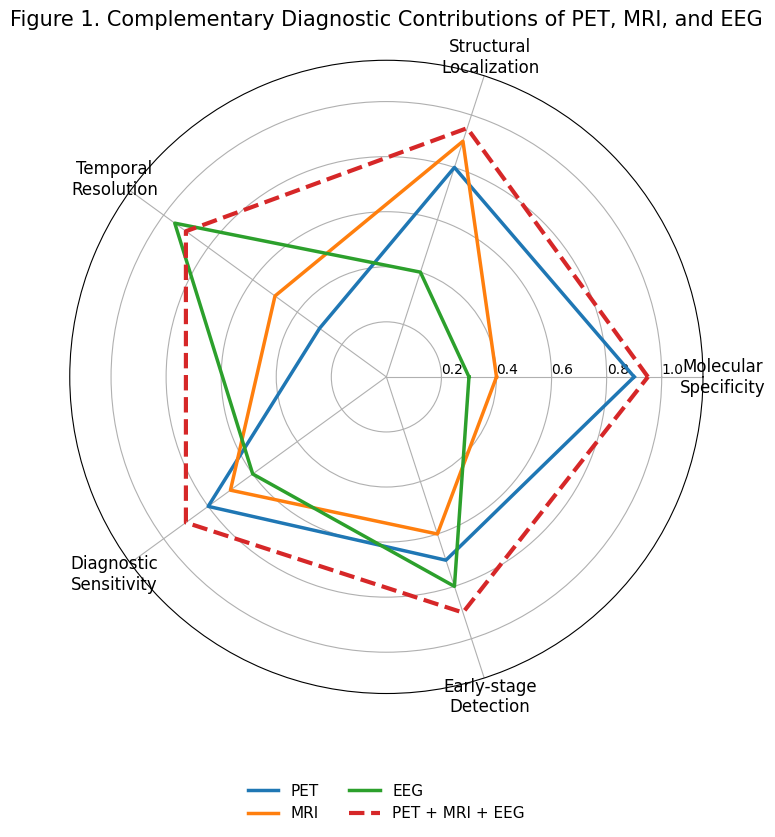 Figure 1. Complementary Diagnostic Contributions of PET, MRI, and EEG
Structural
Localization
Temporal
Resolution
0.2
0.4
0.6
0.8
1.0
Molecular
Specificity
Diagnostic
Sensitivity
Early-stage
Detection
PET
MRI
EEG
PET + MRI + EEG